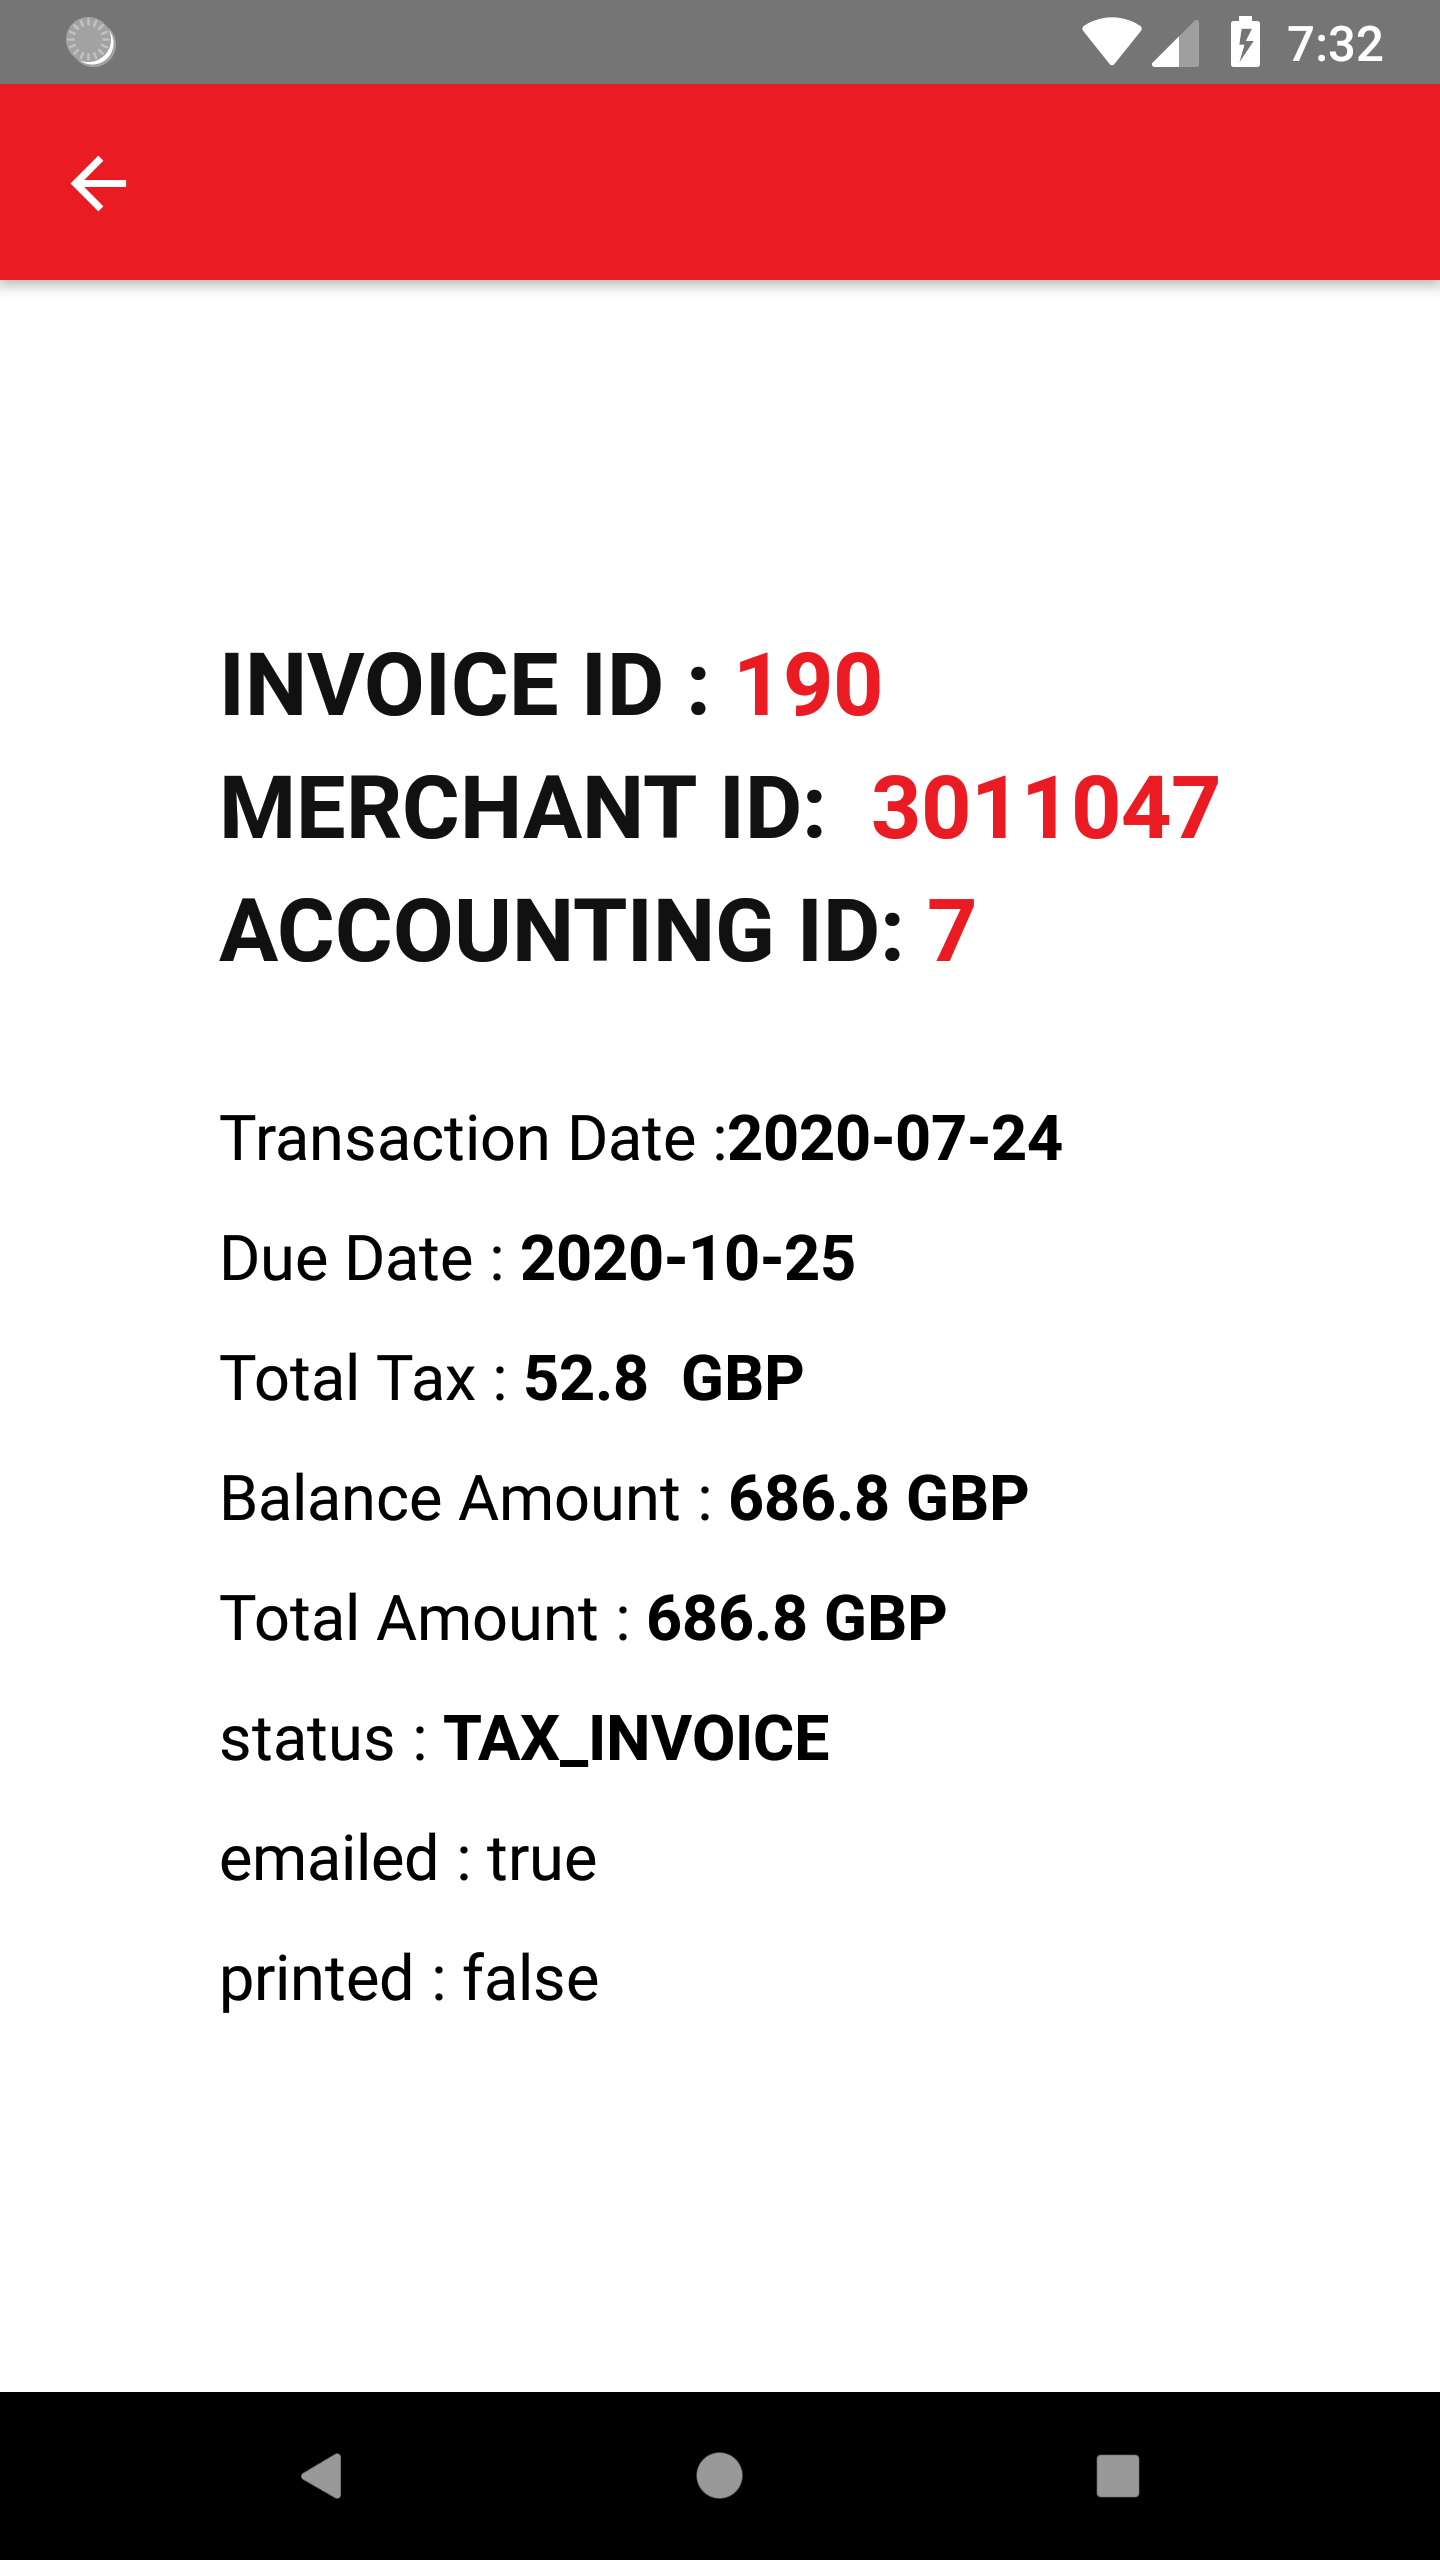 7:32
INVOICE ID : 190
MERCHANT ID:  3011047
ACCOUNTING ID: 7
Transaction Date :2020-07-24
Due Date : 2020-10-25
Total Tax : 52.8  GBP
Balance Amount : 686.8 GBP
Total Amount : 686.8 GBP
status : TAX_INVOICE
emailed : true
printed : false